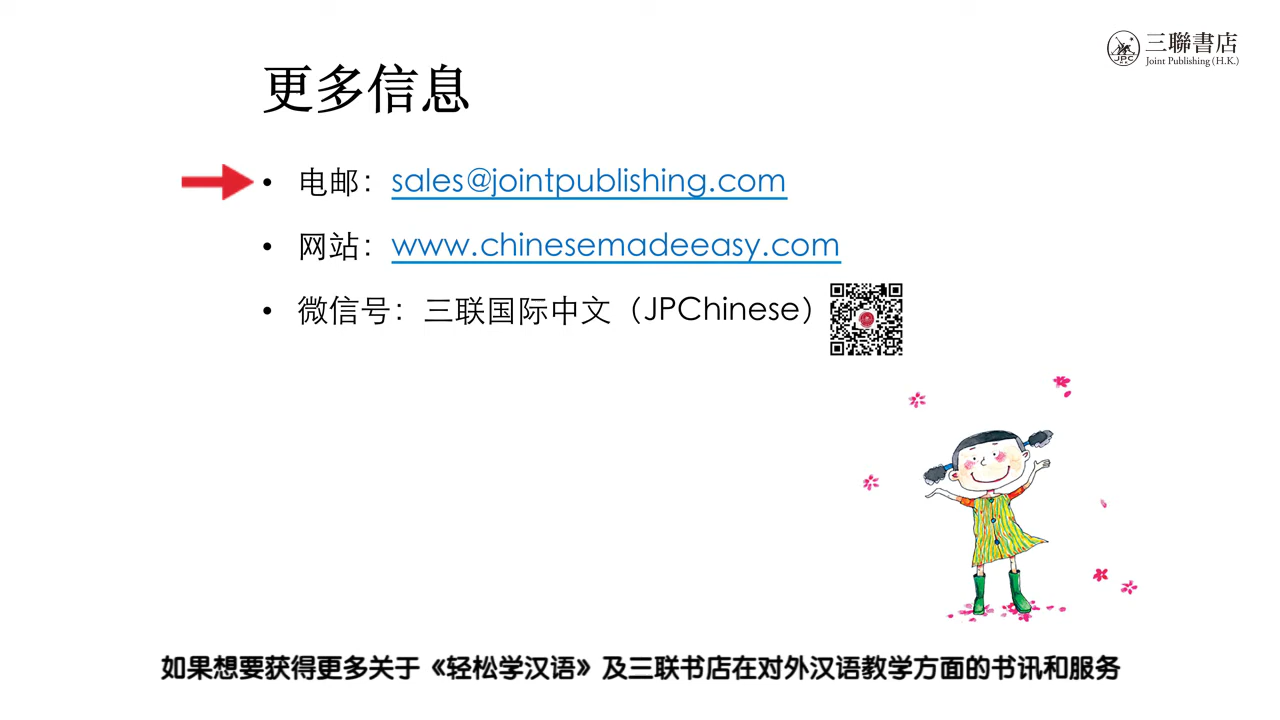 三聯書店
JPC
Joint Publishing (H.K.)
更多信息
• 电邮：sales@jointpublishing.com
• 网站：www.chinesemadeeasy.com
• 微信号：三联国际中文（JPChinese）
如果想要获得更多关于《轻松学汉语》及三联书店在对外汉语教学方面的书讯和服务